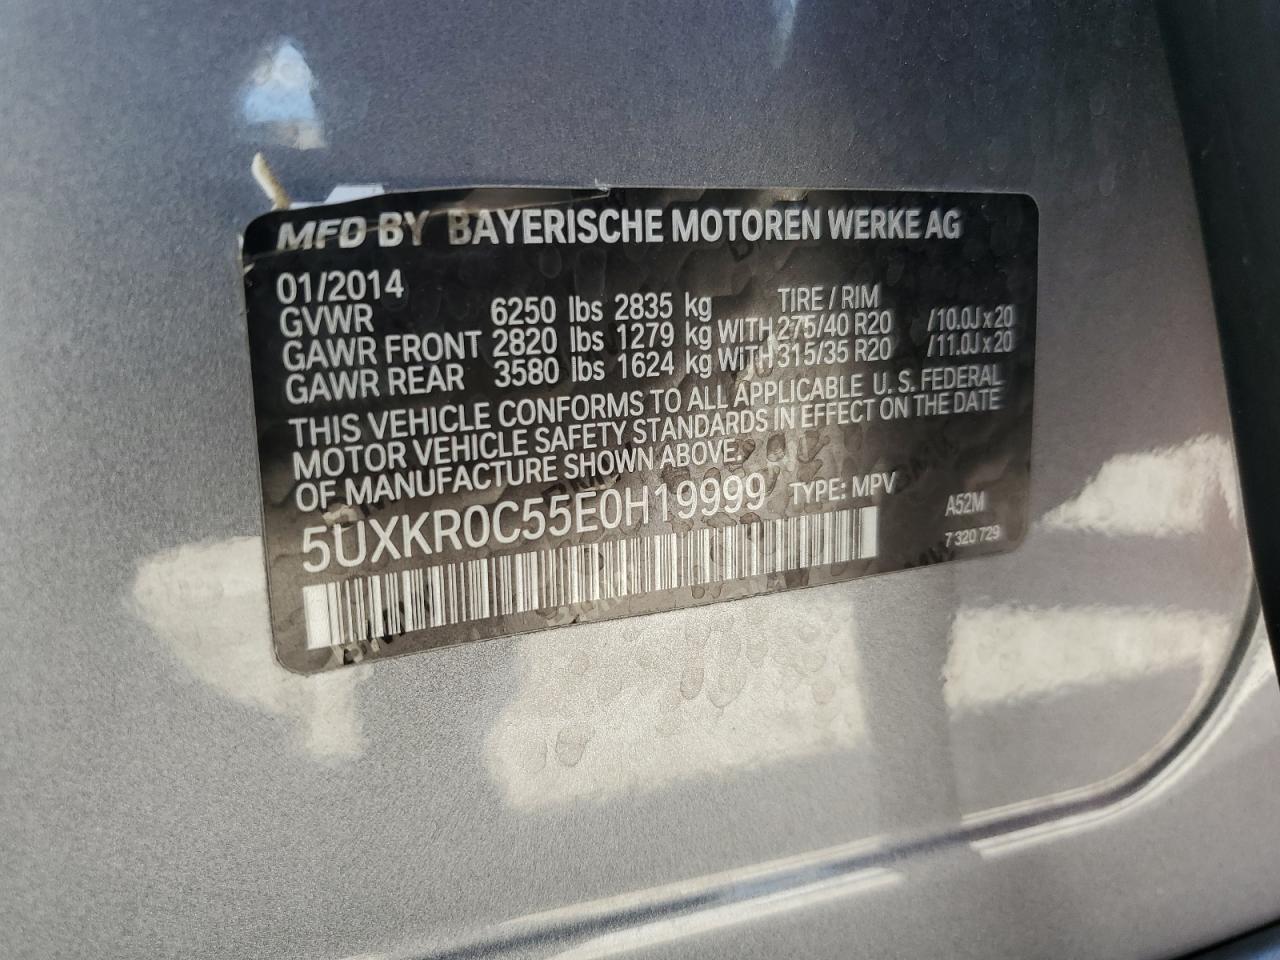 MFD BY BAYERISCHE MOTOREN WERKE AG
01/2014
TIRE / RIM
GVWR 6250 lbs 2835 kg
GAWR FRONT 2820 lbs 1279 kg WITH 275/40 R20 /10.0J x 20
GAWR REAR 3580 lbs 1624 kg WITH 315/35 R20 /11.0J x 20
THIS VEHICLE CONFORMS TO ALL APPLICABLE U.S. FEDERAL
MOTOR VEHICLE SAFETY STANDARDS IN EFFECT ON THE DATE
OF MANUFACTURE SHOWN ABOVE.
5UXKR0C55E0H19999 TYPE: MPV A52M
7 320 729